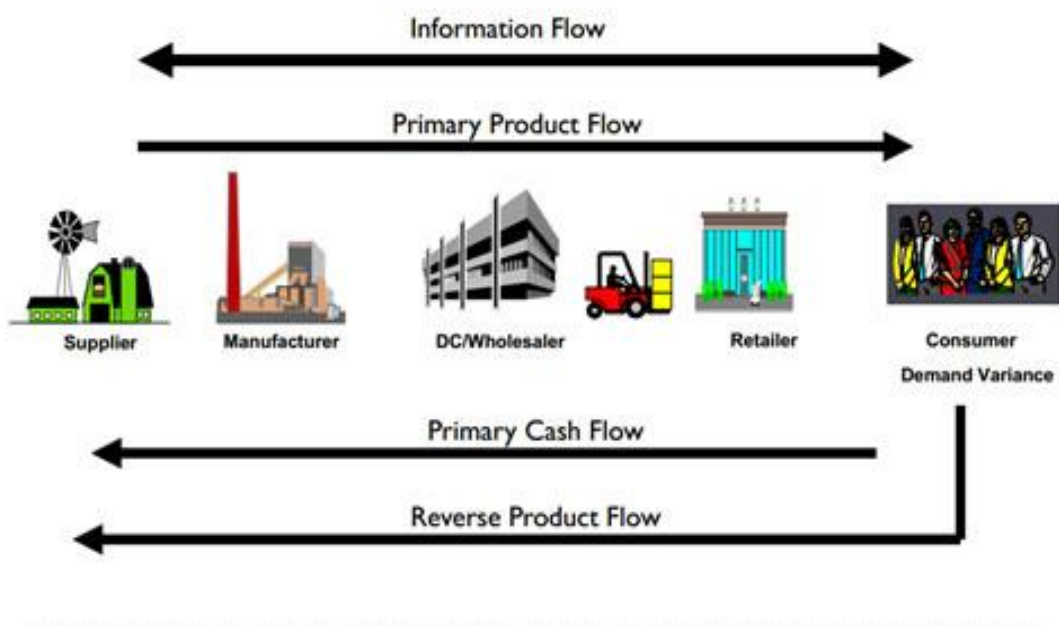 Information Flow
Primary Product Flow
Supplier
Manufacturer
DC/Wholesaler
Retailer
Consumer
Demand Variance
Primary Cash Flow
Reverse Product Flow